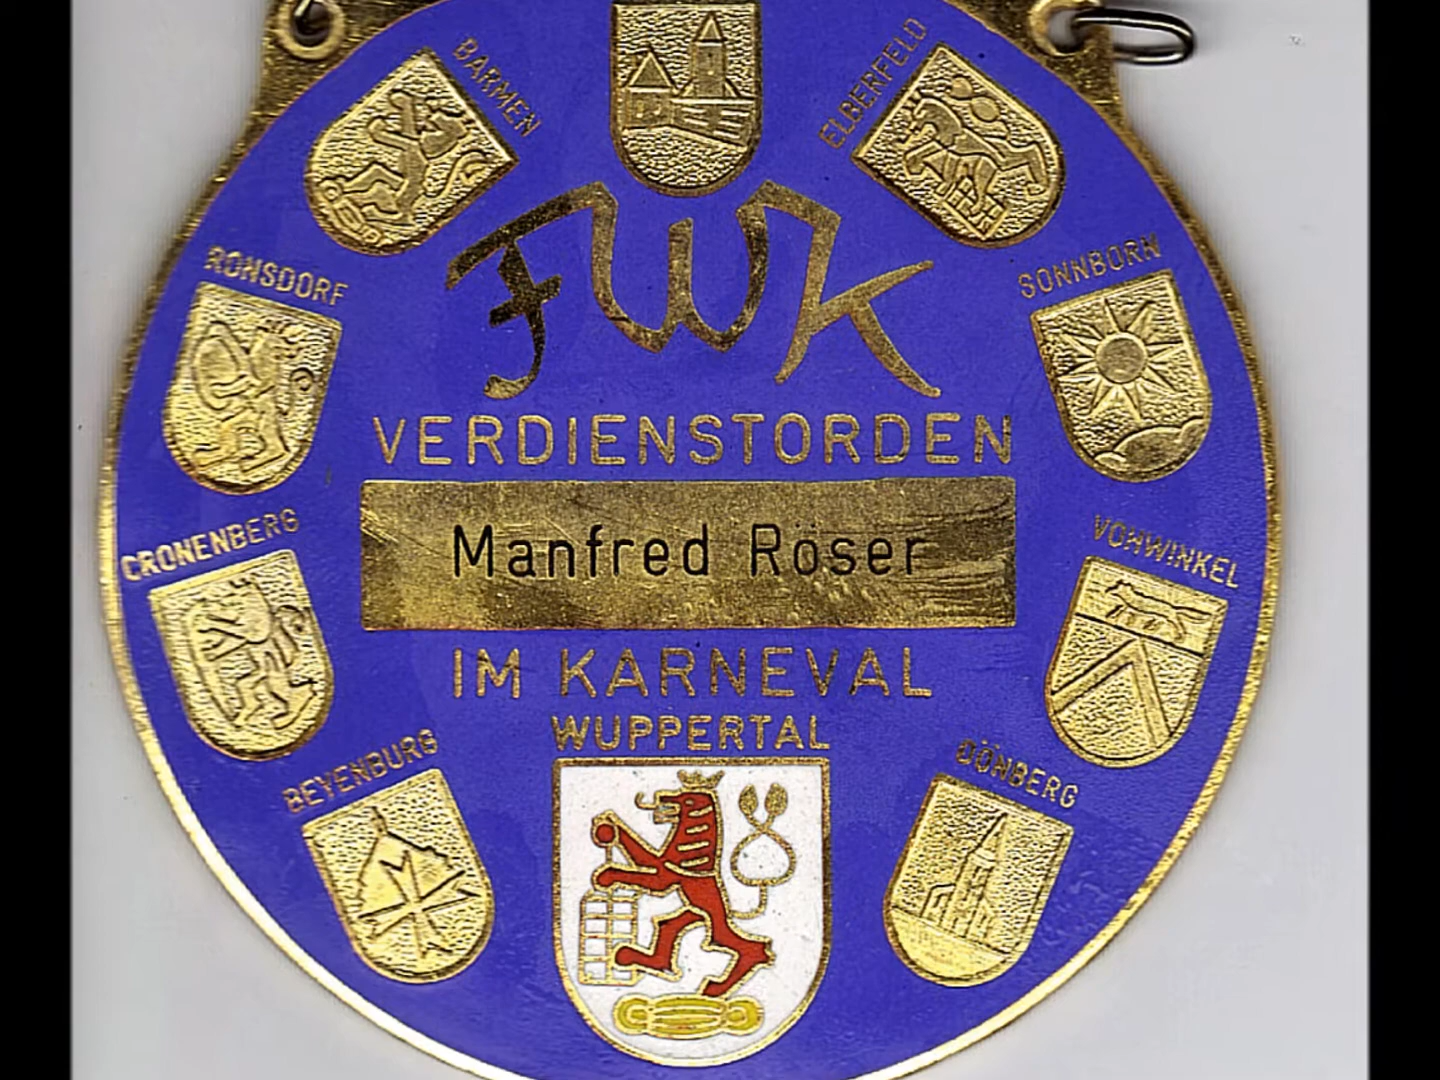 BARMEN
ELBERFELD
RONSDORF
SONNBORN
FWK
VERDIENSTORDEN
Manfred Röser
CRONENBERG
VOHWINKEL
IM KARNEVAL
WUPPERTAL
BEYENBURG
DÖNBERG